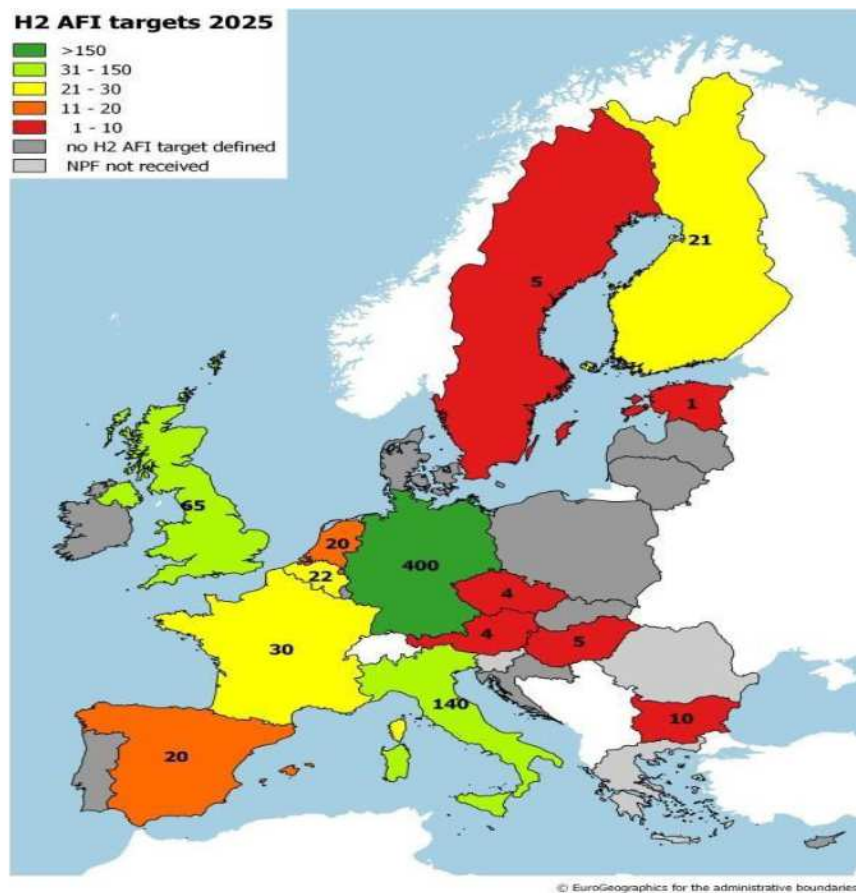 H2 AFI targets 2025
>150
31 - 150
21 - 30
11 - 20
1 - 10
no H2 AFI target defined
NPF not received
21
5
1
65
20
400
22
4
4
5
30
140
10
20
© EuroGeographics for the administrative boundaries